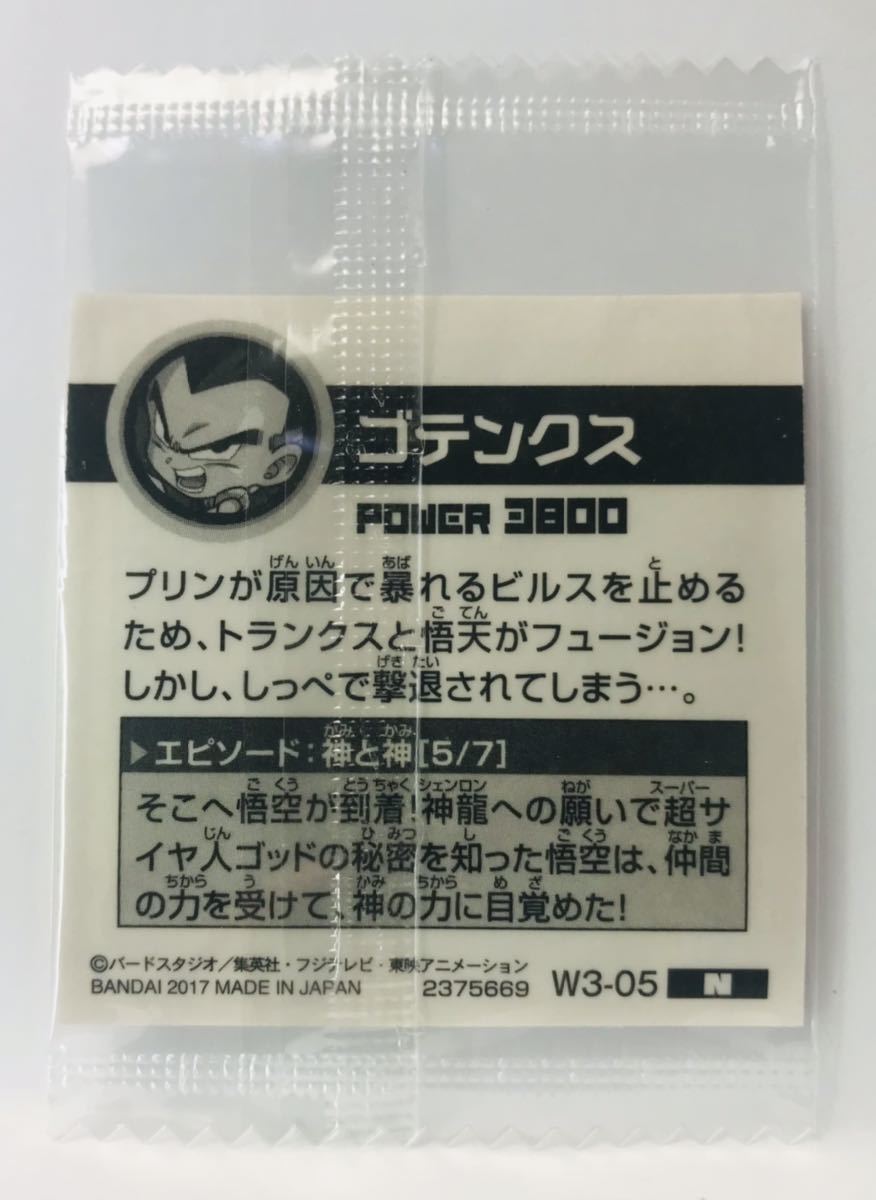 ゴテンクス
POWER 3800
プリンが原因で暴れるビルスを止める
ため、トランクスと悟天がフュージョン!
しかし、しっぺで撃退されてしまう…。
▶エピソード:神と神[5/7]
そこへ悟空が到着!神龍への願いで超サ
イヤ人ゴッドの秘密を知った悟空は、仲間
の力を受けて、神の力に目覚めた!
©バードスタジオ/集英社・フジテレビ・東映アニメーション
BANDAI 2017 MADE IN JAPAN 2375669 W3-05 N